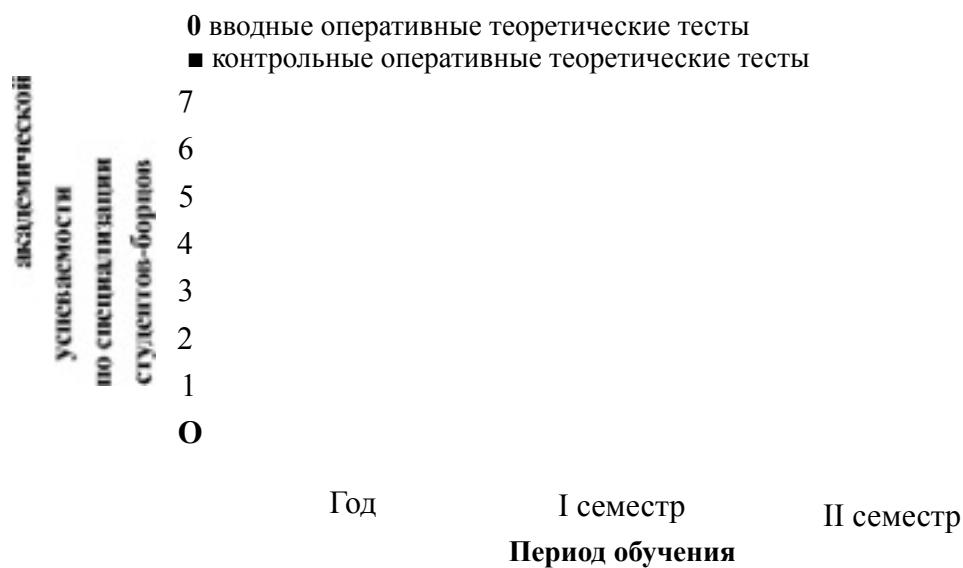 0 вводные оперативные теоретические тесты
■ контрольные оперативные теоретические тесты
академической
успеваемости
по специализации
студентов-борцов
7
6
5
4
3
2
1
О
Год
I семестр
II семестр
Период обучения